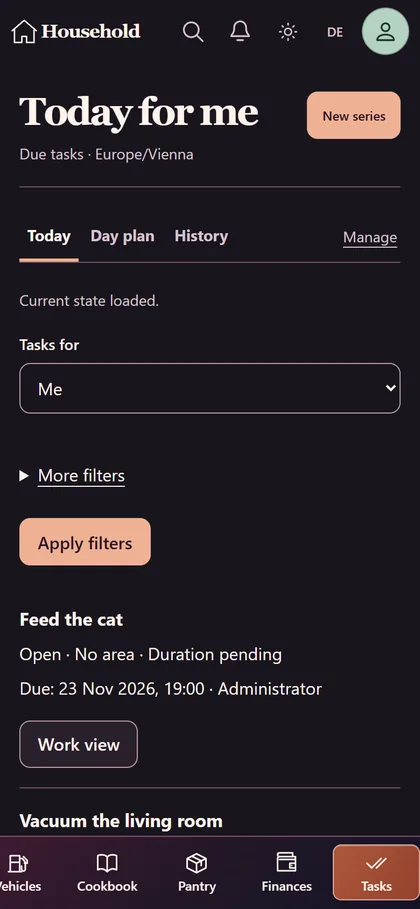 Household
DE
Today for me
New series
Due tasks · Europe/Vienna
Today
Day plan
History
Manage
Current state loaded.
Tasks for
Me
More filters
Apply filters
Feed the cat
Open · No area · Duration pending
Due: 23 Nov 2026, 19:00 · Administrator
Work view
Vacuum the living room
ehicles
Cookbook
Pantry
Finances
Tasks